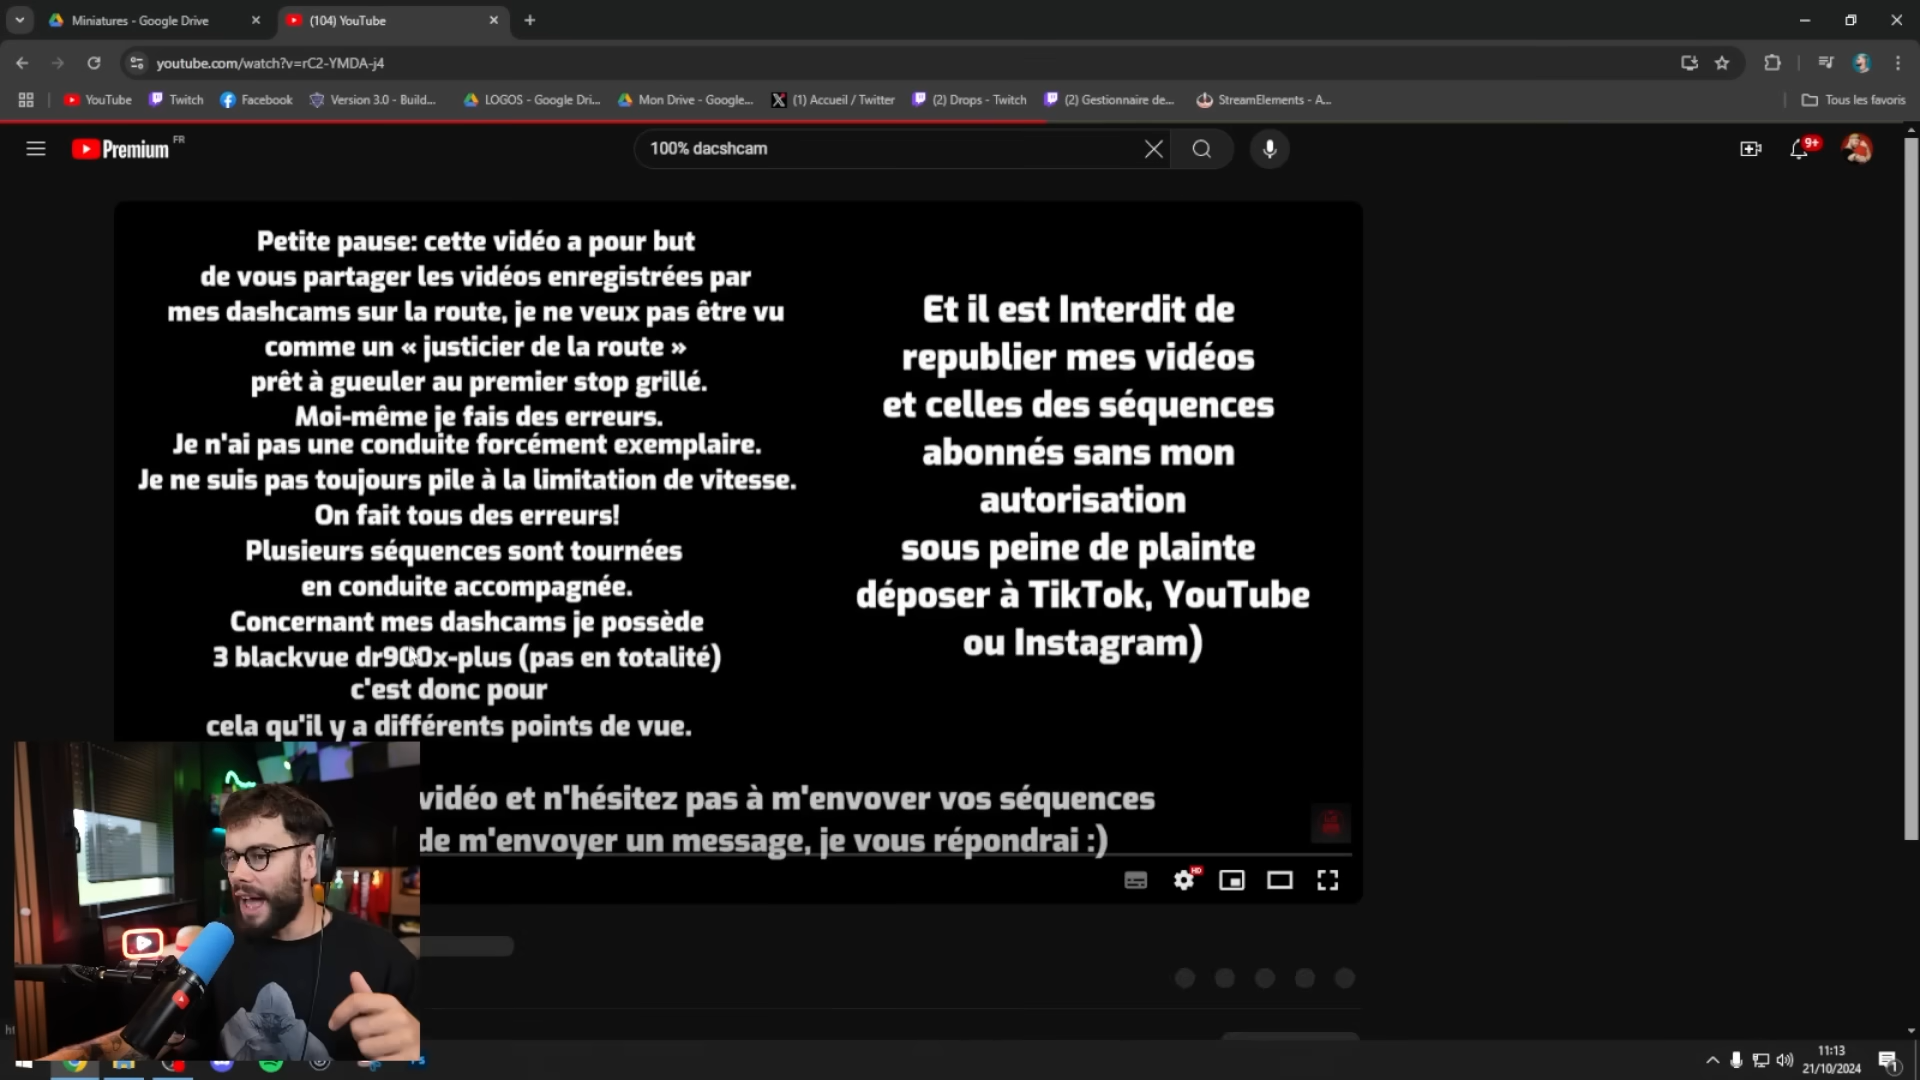 Miniatures - Google Drive
(104) YouTube
youtube.com/watch?v=rC2-YMDA-j4
YouTube
Twitch
Facebook
Version 3.0 - Build...
LOGOS - Google Dri...
Mon Drive - Google...
(1) Accueil / Twitter
(2) Drops - Twitch
(2) Gestionnaire de...
StreamElements - A...
Tous les favoris
Premium FR
100% dacshcam
9+
Petite pause: cette vidéo a pour but
de vous partager les vidéos enregistrées par
mes dashcams sur la route, je ne veux pas être vu
comme un « justicier de la route »
prêt à gueuler au premier stop grillé.
Moi-même je fais des erreurs.
Je n'ai pas une conduite forcément exemplaire.
Je ne suis pas toujours pile à la limitation de vitesse.
On fait tous des erreurs!
Plusieurs séquences sont tournées
en conduite accompagnée.
Concernant mes dashcams je possède
3 blackvue dr900x-plus (pas en totalité)
c'est donc pour
cela qu'il y a différents points de vue.
Et il est Interdit de
republier mes vidéos
et celles des séquences
abonnés sans mon
autorisation
sous peine de plainte
déposer à TikTok, YouTube
ou Instagram)
vidéo et n'hésitez pas à m'envoyer vos séquences
de m'envoyer un message, je vous répondrai :)
HD
11:13
21/10/2024
1